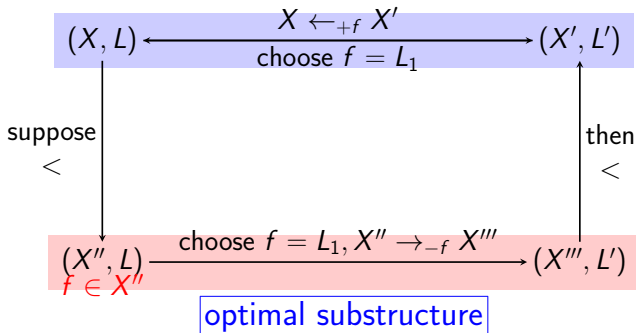 X ←₊f X′
(X, L) (X′, L′)
choose f = L₁
suppose
<
then
<
choose f = L₁, X″ →₋f X‴
(X″, L) (X‴, L′)
f ∈ X″
optimal substructure